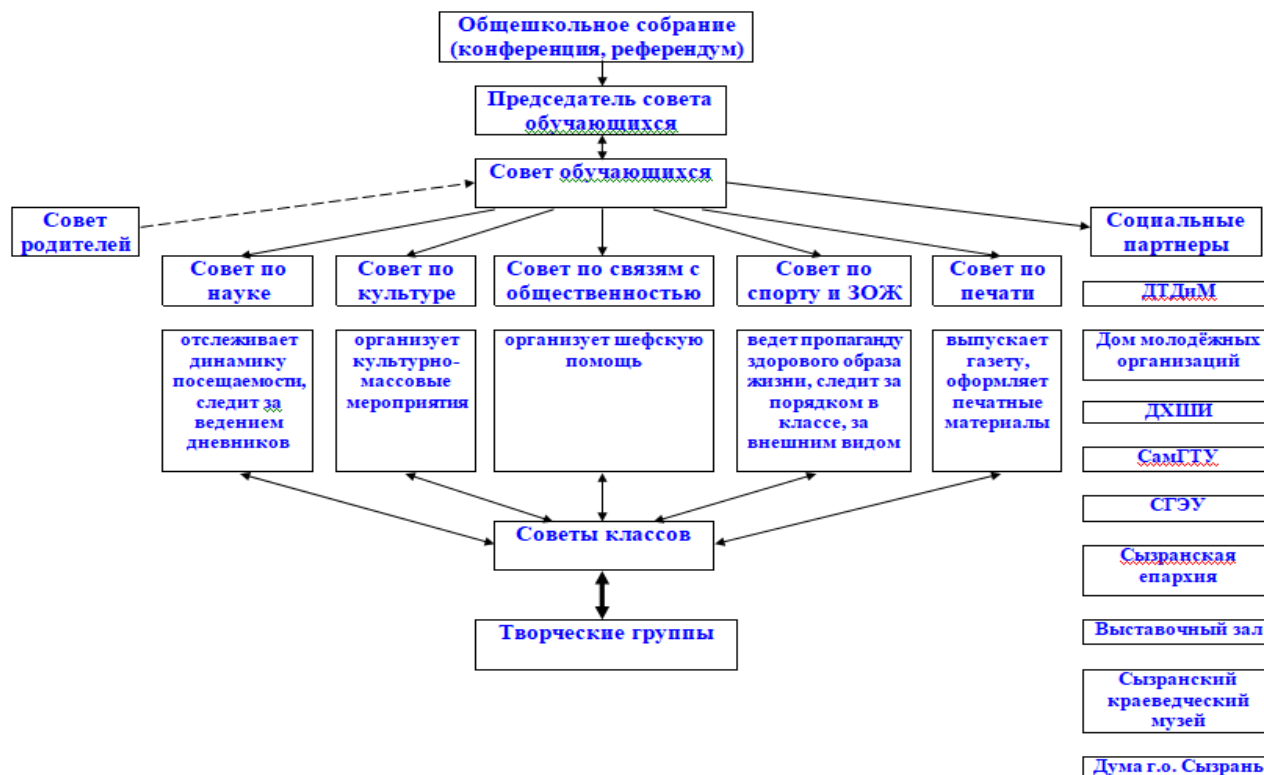 Общешкольное собрание
(конференция, референдум)
Председатель совета
обучающихся
Совет обучающихся
Совет
родителей
Социальные
партнеры
Совет по
науке
Совет по
культуре
Совет по связям с
общественностью
Совет по
спорту и ЗОЖ
Совет по
печати
отслеживает
динамику
посещаемости,
следит за
ведением
дневников
организует
культурно-
массовые
мероприятия
организует шефскую
помощь
ведет пропаганду
здорового образа
жизни, следит за
порядком в
классе, за
внешним видом
выпускает
газету,
оформляет
печатные
материалы
ДТДиМ
Дом молодёжных
организаций
ДХШИ
СамГТУ
СГЭУ
Сызранская
епархия
Выставочный зал
Сызранский
краеведческий
музей
Дума г.о. Сызрань
Советы классов
Творческие группы